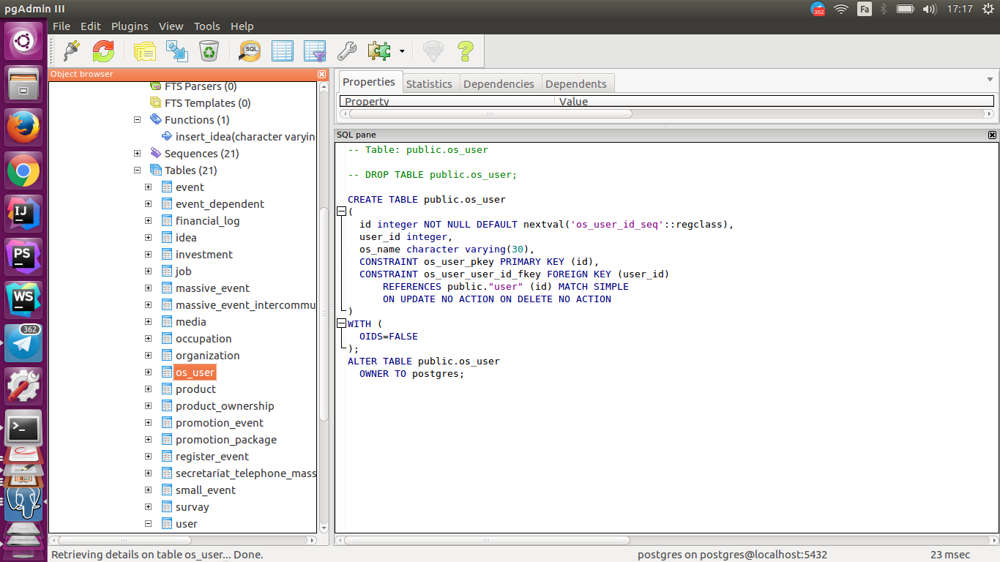 pgAdmin III
362
Fa
17:17
File Edit Plugins View Tools Help
SQL
Object browser
FTS Parsers (0)
FTS Templates (0)
Functions (1)
insert_idea(character varyin
Sequences (21)
Tables (21)
event
event_dependent
financial_log
idea
investment
job
massive_event
massive_event_intercommu
media
occupation
organization
os_user
product
product_ownership
promotion_event
promotion_package
register_event
secretariat_telephone_mass
small_event
survay
user
Properties Statistics Dependencies Dependents
Property Value
SQL pane
-- Table: public.os_user
-- DROP TABLE public.os_user;
CREATE TABLE public.os_user
(
id integer NOT NULL DEFAULT nextval('os_user_id_seq'::regclass),
user_id integer,
os_name character varying(30),
CONSTRAINT os_user_pkey PRIMARY KEY (id),
CONSTRAINT os_user_user_id_fkey FOREIGN KEY (user_id)
REFERENCES public."user" (id) MATCH SIMPLE
ON UPDATE NO ACTION ON DELETE NO ACTION
)
WITH (
OIDS=FALSE
);
ALTER TABLE public.os_user
OWNER TO postgres;
IJ
PS
WS
362
>_
Retrieving details on table os_user... Done.
postgres on postgres@localhost:5432
23 msec